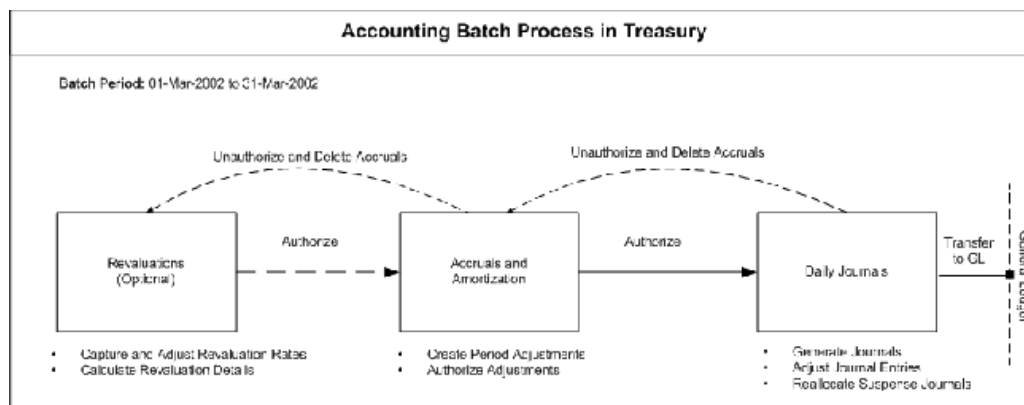 Accounting Batch Process in Treasury
Batch Period: 01-Mar-2002 to 31-Mar-2002
Unauthorize and Delete Accruals
Unauthorize and Delete Accruals
Revaluations
(Optional)
Authorize
Accruals and
Amortization
Authorize
Daily Journals
Transfer
to GL
General Ledger
• Capture and Adjust Revaluation Rates
• Calculate Revaluation Details
• Create Period Adjustments
• Authorize Adjustments
• Generate Journals
• Adjust Journal Entries
• Reallocate Suspense Journals